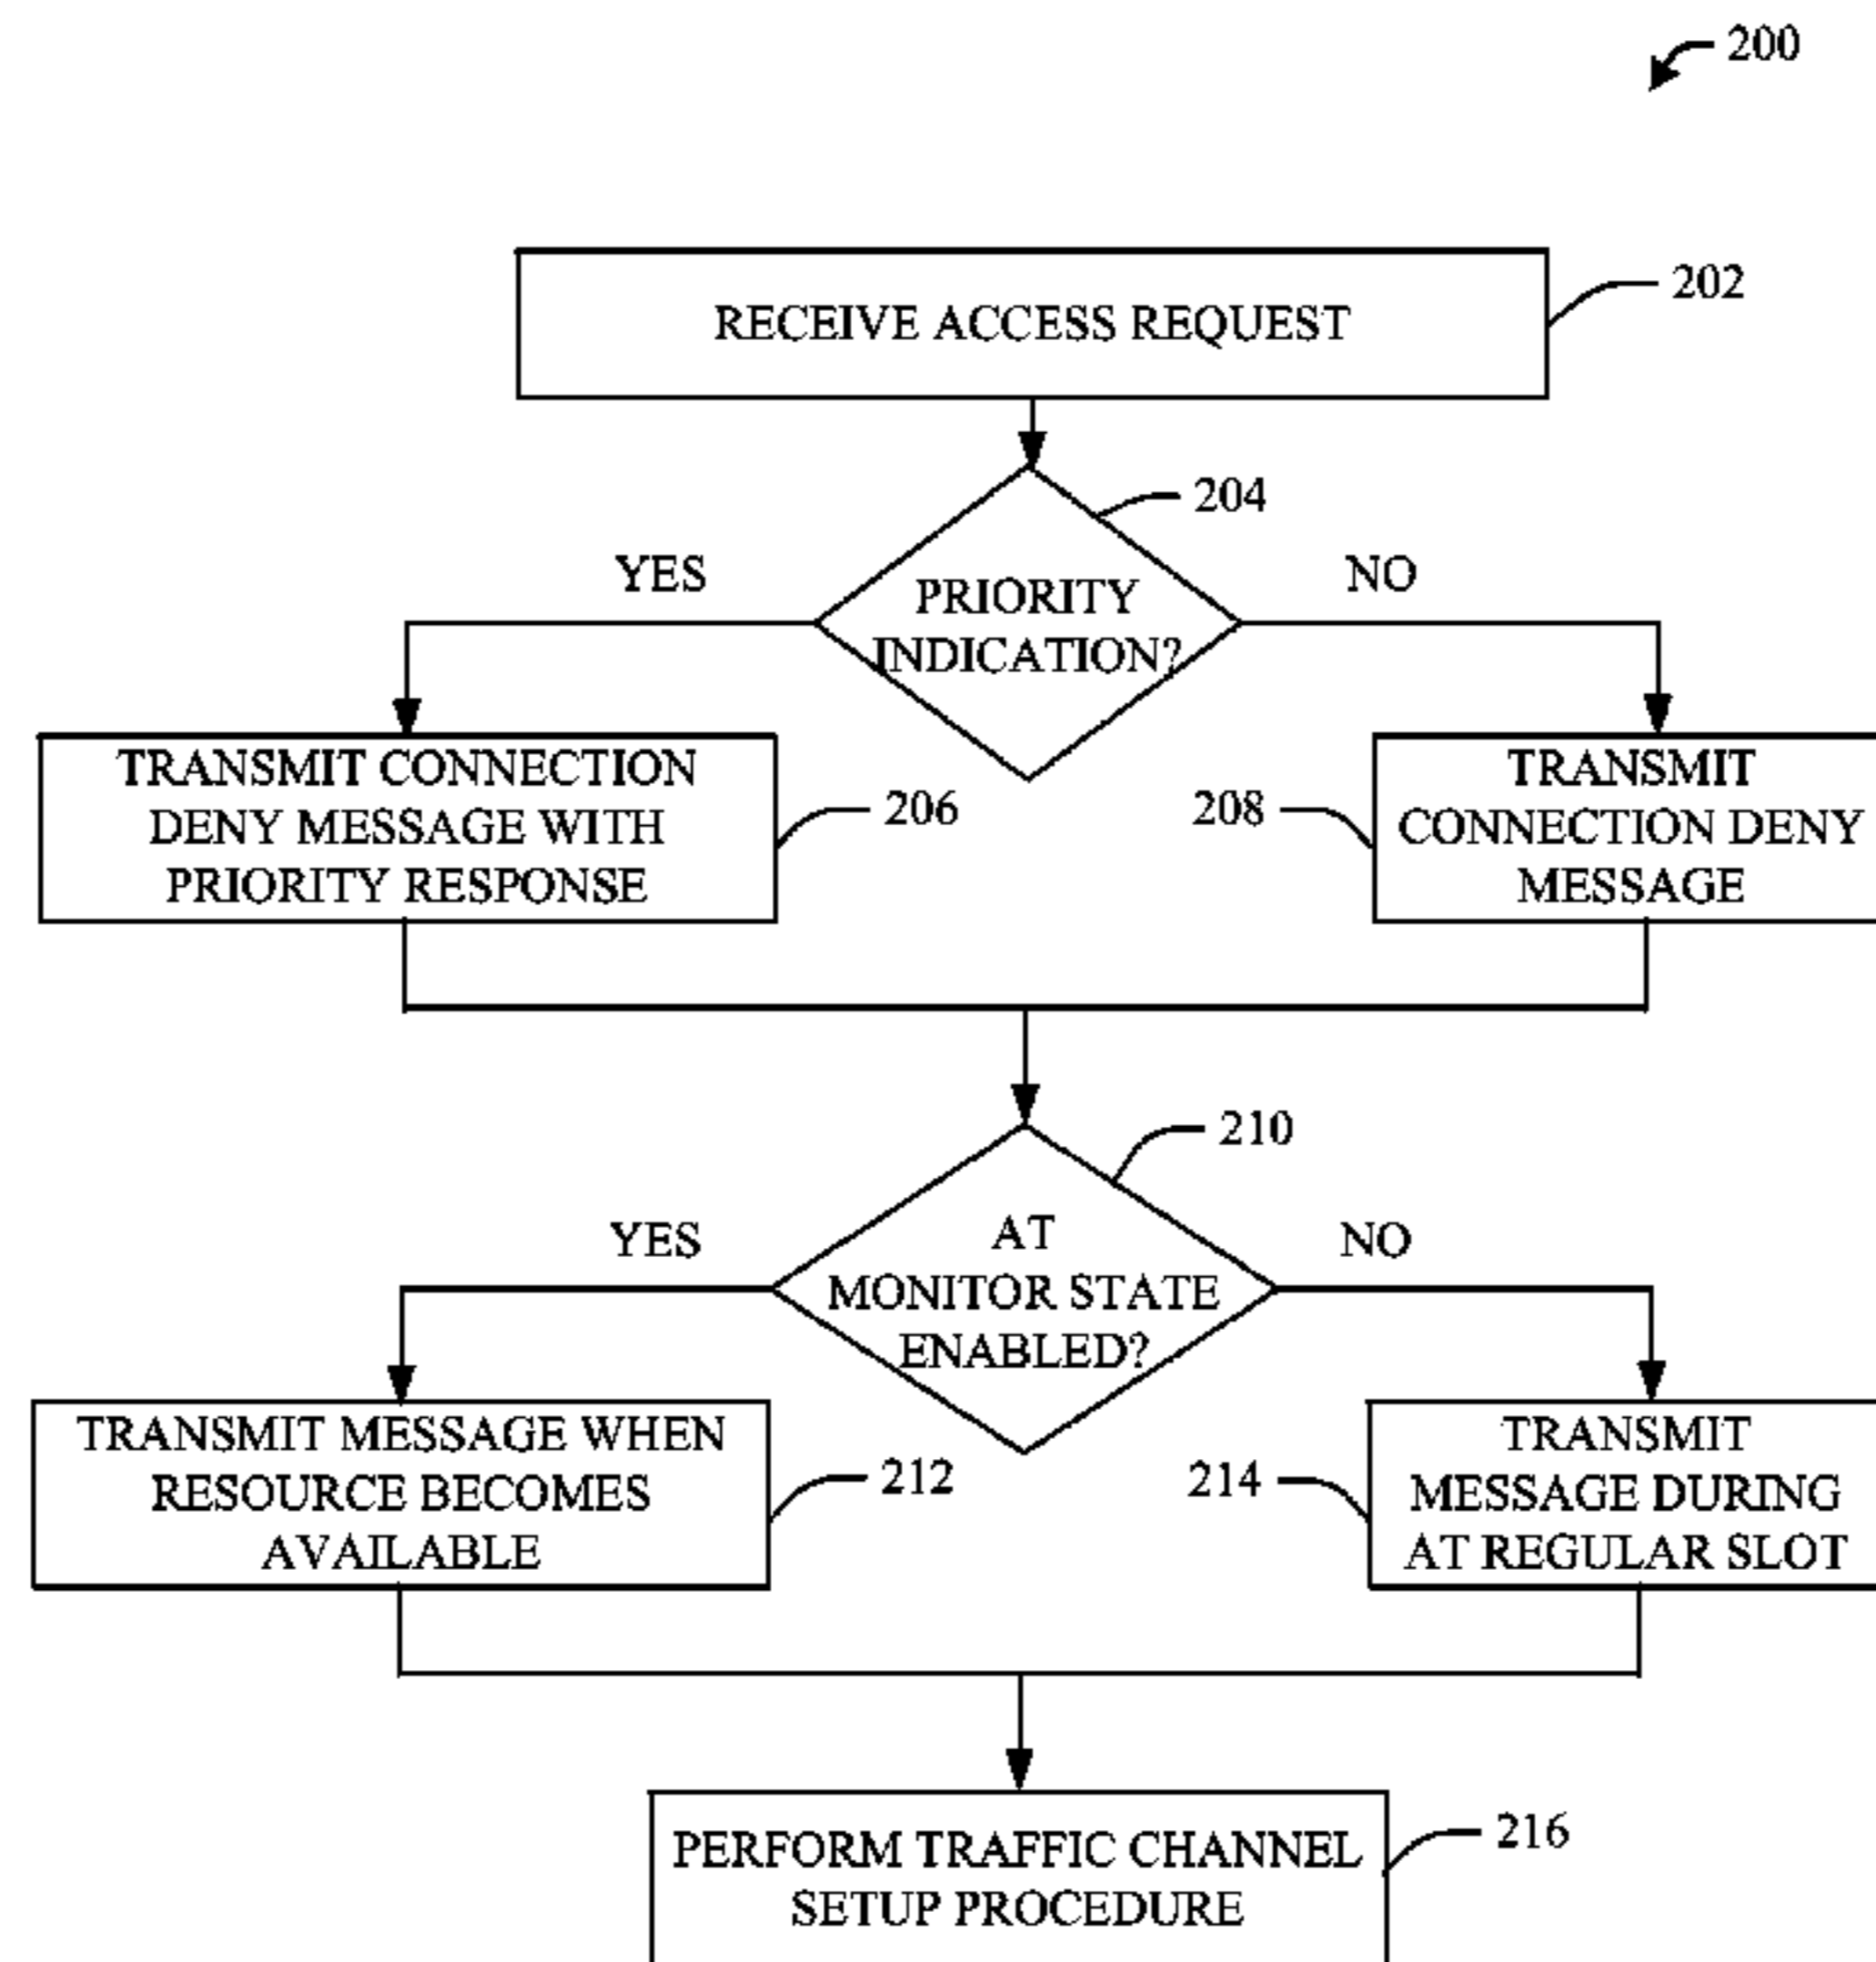 200
RECEIVE ACCESS REQUEST
202
204
YES
NO
PRIORITY
INDICATION?
TRANSMIT CONNECTION
DENY MESSAGE WITH
PRIORITY RESPONSE
206
208
TRANSMIT
CONNECTION DENY
MESSAGE
210
YES
NO
AT
MONITOR STATE
ENABLED?
TRANSMIT MESSAGE WHEN
RESOURCE BECOMES
AVAILABLE
212
214
TRANSMIT
MESSAGE DURING
AT REGULAR SLOT
PERFORM TRAFFIC CHANNEL
SETUP PROCEDURE
216